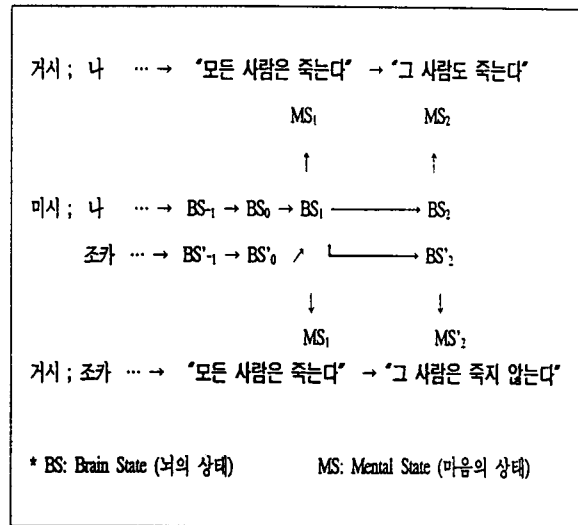 거시 ; 나 ⋯ → "모든 사람은 죽는다" → "그 사람도 죽는다"
MS₁ MS₂
↑ ↑
미시 ; 나 ⋯ → BS₋₁ → BS₀ → BS₁ → BS₂
조카 ⋯ → BS'₋₁ → BS'₀ ↗ → BS'₂
↓ ↓
MS₁ MS'₂
거시 ; 조카 ⋯ → "모든 사람은 죽는다" → "그 사람은 죽지 않는다"
* BS: Brain State (뇌의 상태) MS: Mental State (마음의 상태)